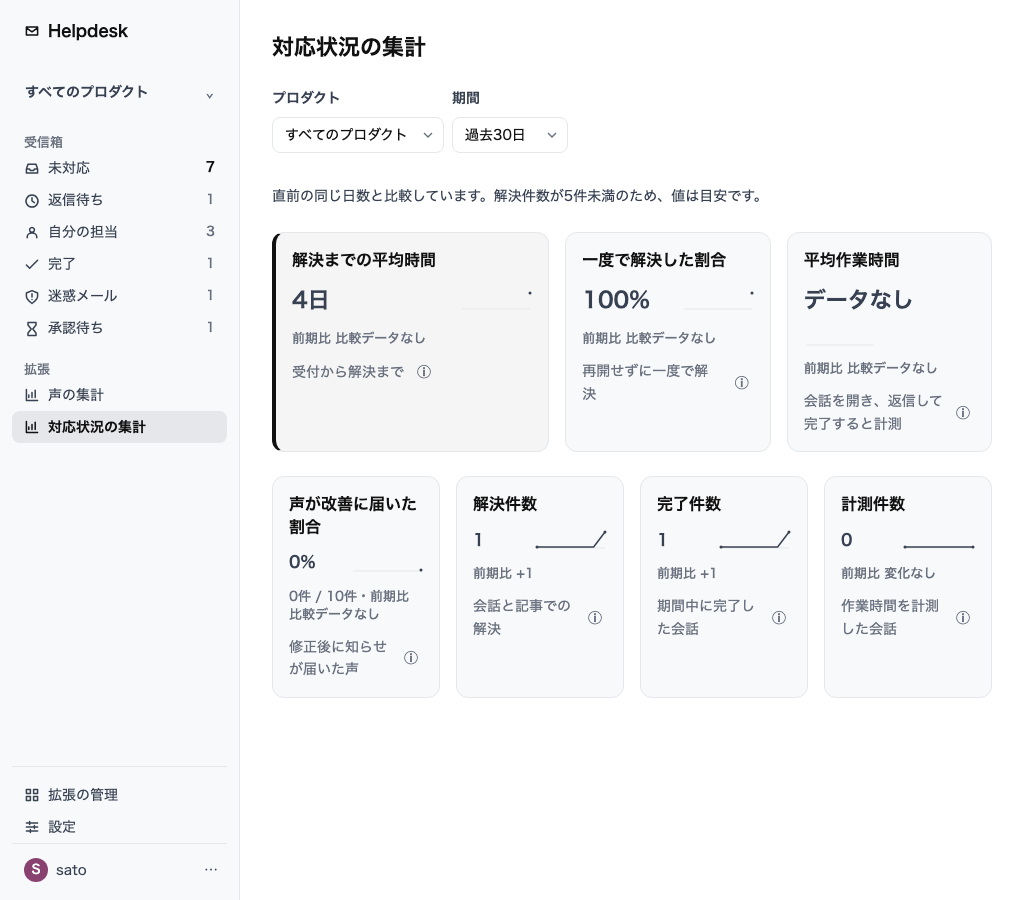 Helpdesk
すべてのプロダクト
受信箱
未対応 7
返信待ち 1
自分の担当 3
完了 1
迷惑メール 1
承認待ち 1
拡張
声の集計
対応状況の集計
拡張の管理
設定
S sato
対応状況の集計
プロダクト 期間
すべてのプロダクト 過去30日
直前の同じ日数と比較しています。解決件数が5件未満のため、値は目安です。
解決までの平均時間
4日
前期比 比較データなし
受付から解決まで
一度で解決した割合
100%
前期比 比較データなし
再開せずに一度で解
決
平均作業時間
データなし
前期比 比較データなし
会話を開き、返信して
完了すると計測
声が改善に届いた
割合
0%
0件 / 10件・前期比
比較データなし
修正後に知らせ
が届いた声
解決件数
1
前期比 +1
会話と記事での
解決
完了件数
1
前期比 +1
期間中に完了し
た会話
計測件数
0
前期比 変化なし
作業時間を計測
した会話